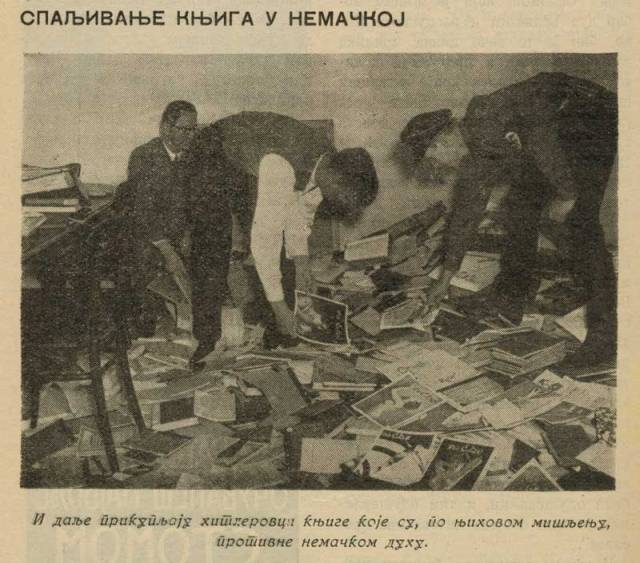 СПАЉИВАЊЕ КЊИГА У НЕМАЧКОЈ
И даље прикупљају хитлеровци књиге које су, по њиховом мишљењу,
противне немачком духу.